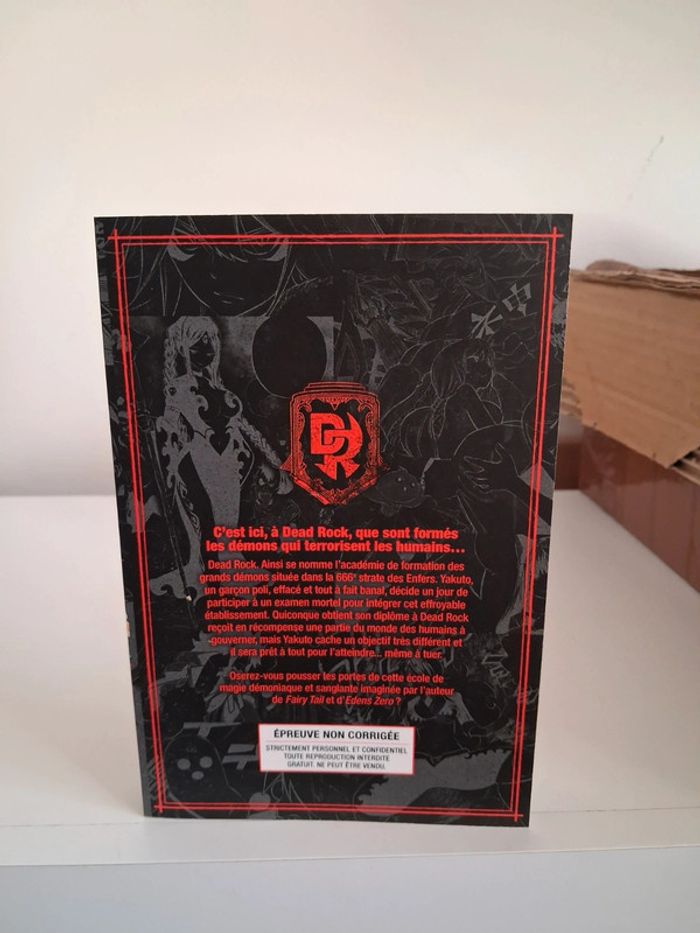 DR
C'est ici, à Dead Rock, que sont formés
les démons qui terrorisent les humains...
Dead Rock. Ainsi se nomme l'académie de formation des
grands démons située dans la 666e strate des Enfers. Yakuto,
un garçon poli, effacé et tout à fait banal, décide un jour de
participer à un examen mortel pour intégrer cet effroyable
établissement. Quiconque obtient son diplôme à Dead Rock
reçoit en récompense une partie du monde des humains à
gouverner, mais Yakuto cache un objectif très différent et
il sera prêt à tout pour l'atteindre... même à tuer.
Oserez-vous pousser les portes de cette école de
magie démoniaque et sanglante imaginée par l'auteur
de Fairy Tail et d'Edens Zero ?
ÉPREUVE NON CORRIGÉE
STRICTEMENT PERSONNEL ET CONFIDENTIEL
TOUTE REPRODUCTION INTERDITE
GRATUIT. NE PEUT ÊTRE VENDU.